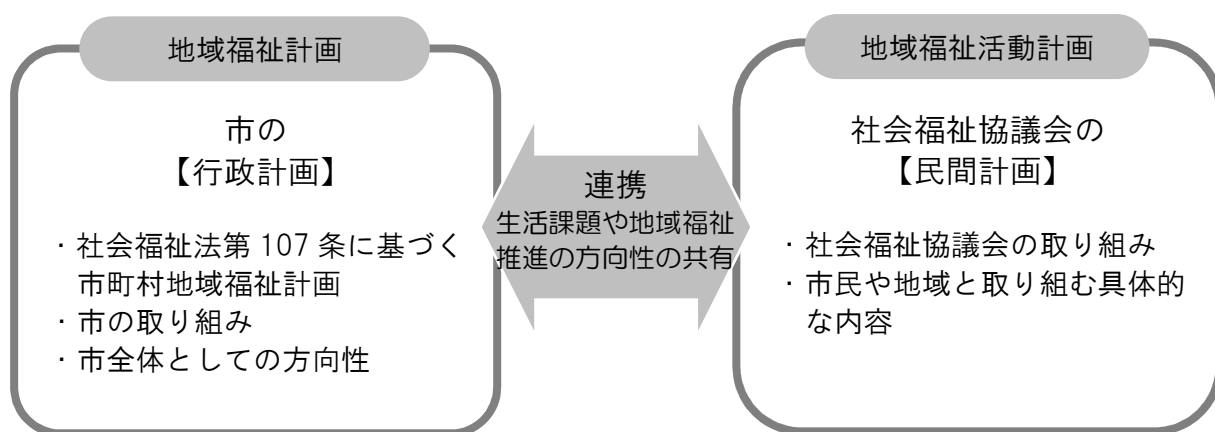 地域福祉計画
市の
【行政計画】
・社会福祉法第 107 条に基づく
市町村地域福祉計画
・市の取り組み
・市全体としての方向性
連携
生活課題や地域福祉
推進の方向性の共有
地域福祉活動計画
社会福祉協議会の
【民間計画】
・社会福祉協議会の取り組み
・市民や地域と取り組む具体的
な内容